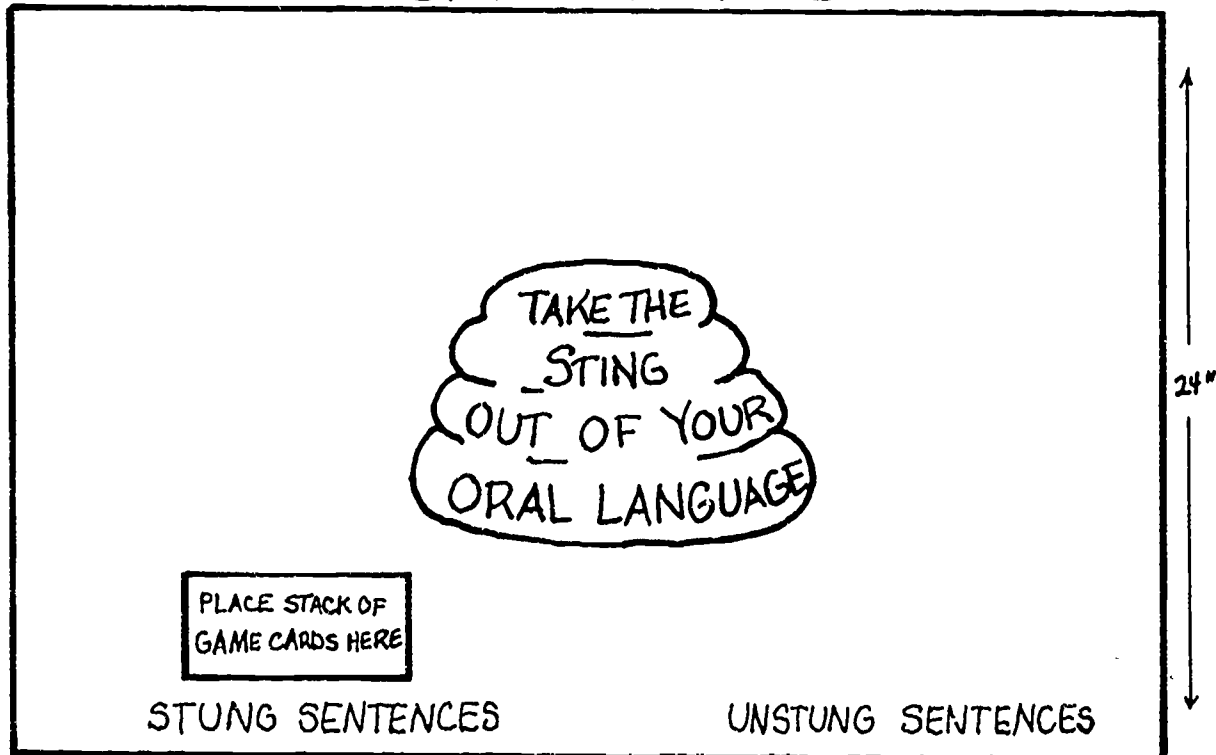 TAKE THE
STING
OUT OF YOUR
ORAL LANGUAGE
24"
PLACE STACK OF
GAME CARDS HERE
STUNG SENTENCES
UNSTUNG SENTENCES